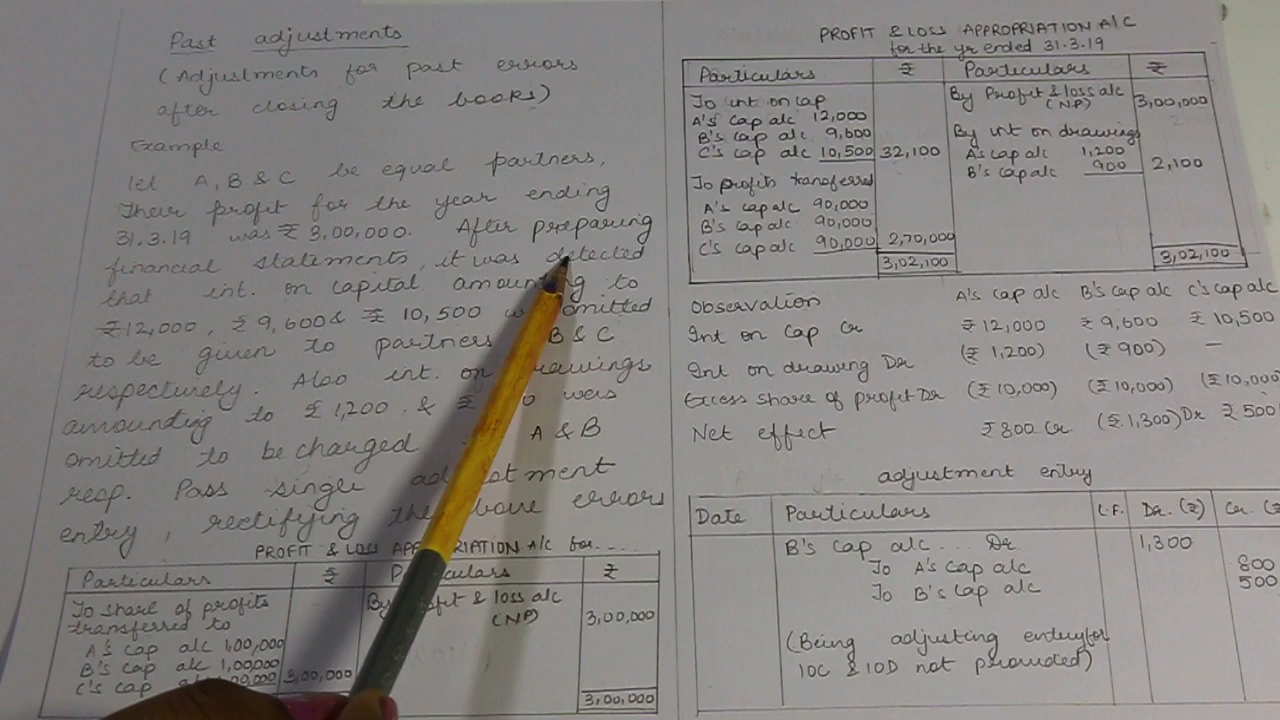 Past adjustments
(Adjustments for past errors
after closing the books)
Example
let A, B & C be equal partners,
Their profit for the year ending
31.3.19 was ₹ 3,00,000. After preparing
financial statements, it was detected
that int. on capital amounting to
₹12,000, ₹ 9,600 & ₹ 10,500 omitted
to be given to partners B & C
respectively. Also int. on drawings
amounting to ₹ 1,200 & ₹ were
omitted to be charged A & B
resp. Pass single adjustment
entry, rectifying the above errors
PROFIT & LOSS APPROPRIATION A/C for....
Particulars ₹ Particulars ₹
To share of profits By Profit & loss a/c
transferred to (NP) 3,00,000
A's cap a/c 1,00,000
B's cap a/c 1,00,000
C's cap a/c 3,00,000
3,00,000
PROFIT & LOSS APPROPRIATION A/C
for the yr ended 31.3.19
Particulars ₹ Particulars ₹
To int on cap By Profit & loss a/c 3,00,000
A's cap a/c 12,000 (NP)
B's cap a/c 9,600 By int on drawings
C's cap a/c 10,500 32,100 A's cap a/c 1,200
To profits transferred B's cap a/c 900 2,100
A's cap a/c 90,000
B's cap a/c 90,000
C's cap a/c 90,000 2,70,000
3,02,100 3,02,100
Observation A's cap a/c B's cap a/c C's cap a/c
Int on cap Cr ₹ 12,000 ₹ 9,600 ₹ 10,500
Int on drawing Dr (₹ 1,200) (₹ 900) —
Excess share of profit Dr (₹ 10,000) (₹ 10,000) (₹ 10,000
Net effect ₹ 800 Cr. (₹ 1,300) Dr ₹ 500
adjustment entry
Date Particulars L.F. Dr. (₹) Cr. (₹
B's cap a/c .... Dr. 1,300
To A's cap a/c 800
To B's cap a/c 500
(Being adjusting entry for
IOC & IOD not provided)